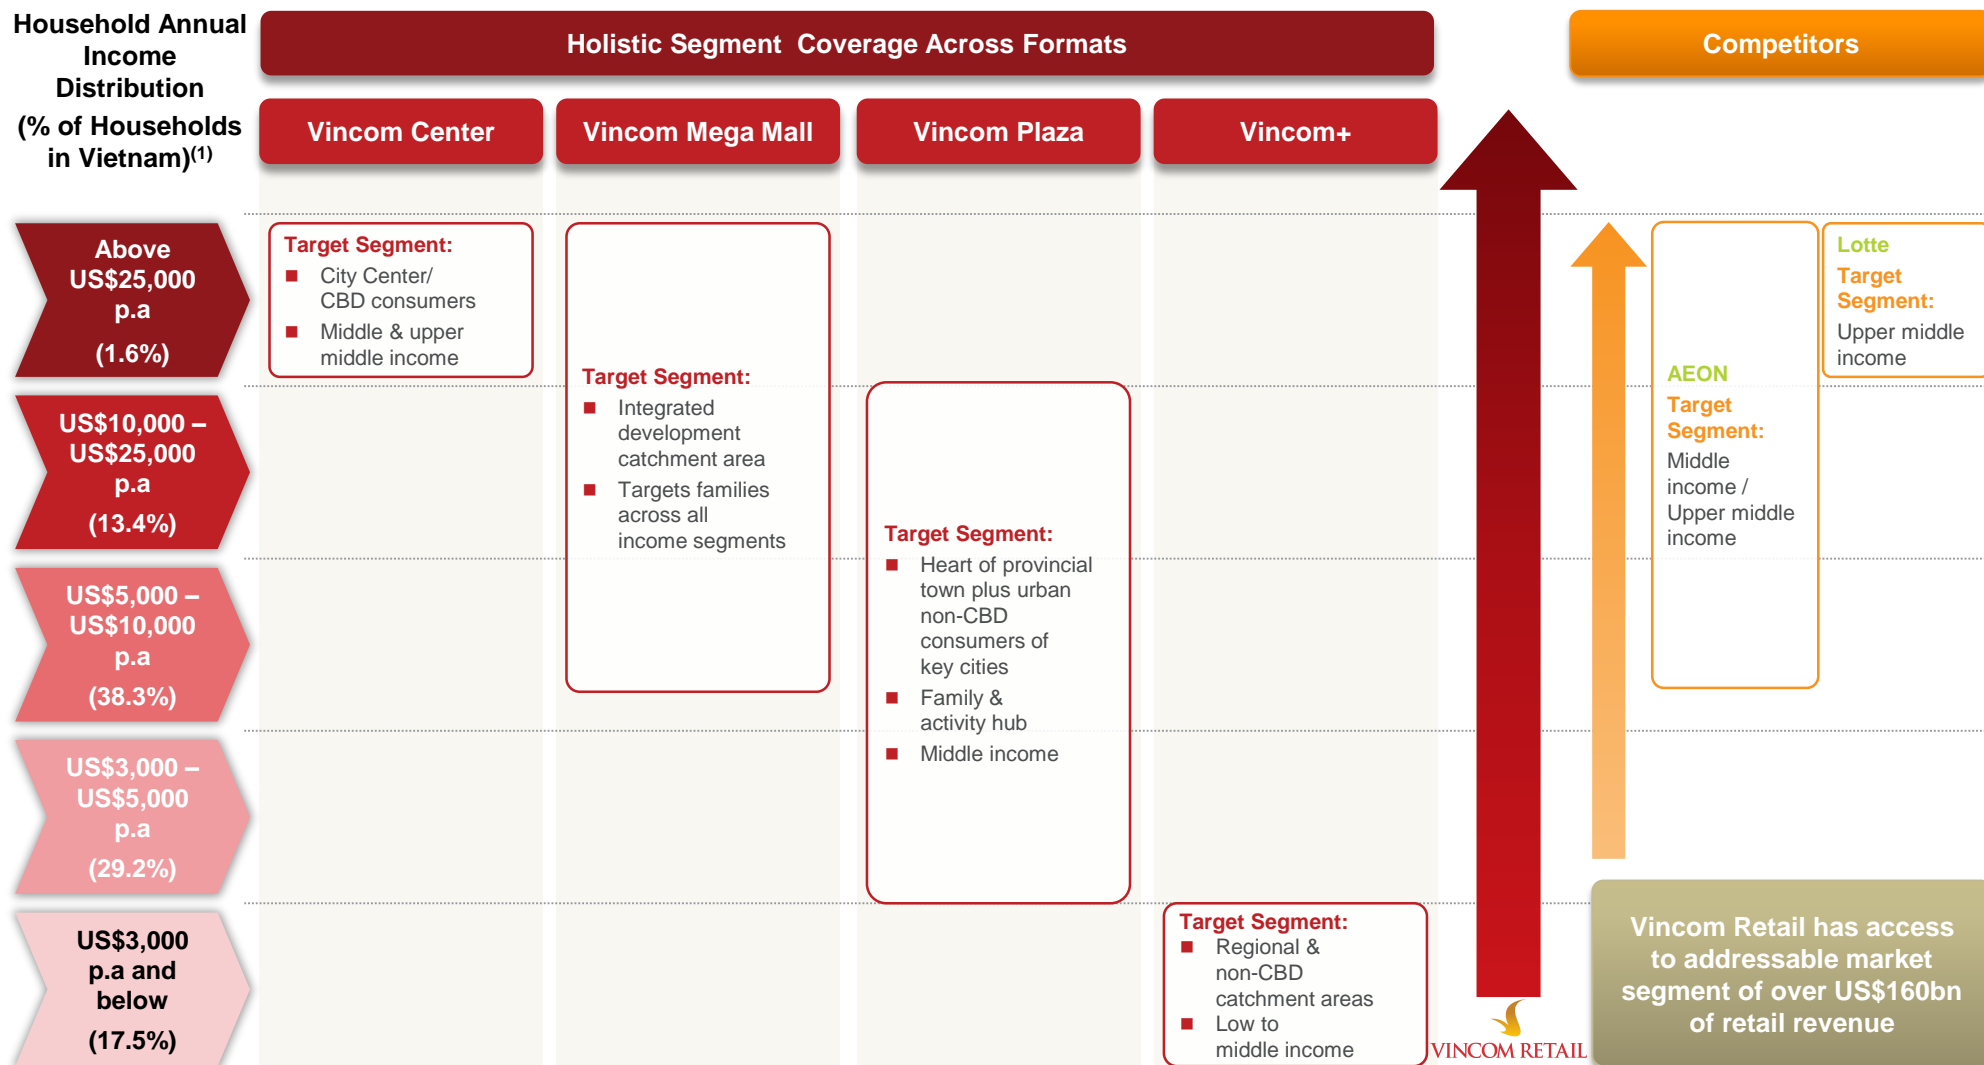 Household Annual
Income
Distribution
(% of Households
in Vietnam)(1)
Holistic Segment Coverage Across Formats
Competitors
Vincom Center
Vincom Mega Mall
Vincom Plaza
Vincom+
Above
US$25,000
p.a
(1.6%)
US$10,000 –
US$25,000
p.a
(13.4%)
US$5,000 –
US$10,000
p.a
(38.3%)
US$3,000 –
US$5,000
p.a
(29.2%)
US$3,000
p.a and
below
(17.5%)
Target Segment:
■ City Center/
CBD consumers
■ Middle & upper
middle income
Target Segment:
■ Integrated
development
catchment area
■ Targets families
across all
income segments
Target Segment:
■ Heart of provincial
town plus urban
non-CBD
consumers of
key cities
■ Family &
activity hub
■ Middle income
Target Segment:
■ Regional &
non-CBD
catchment areas
■ Low to
middle income
VINCOM RETAIL
AEON
Target
Segment:
Middle
income /
Upper middle
income
Lotte
Target
Segment:
Upper middle
income
Vincom Retail has access
to addressable market
segment of over US$160bn
of retail revenue